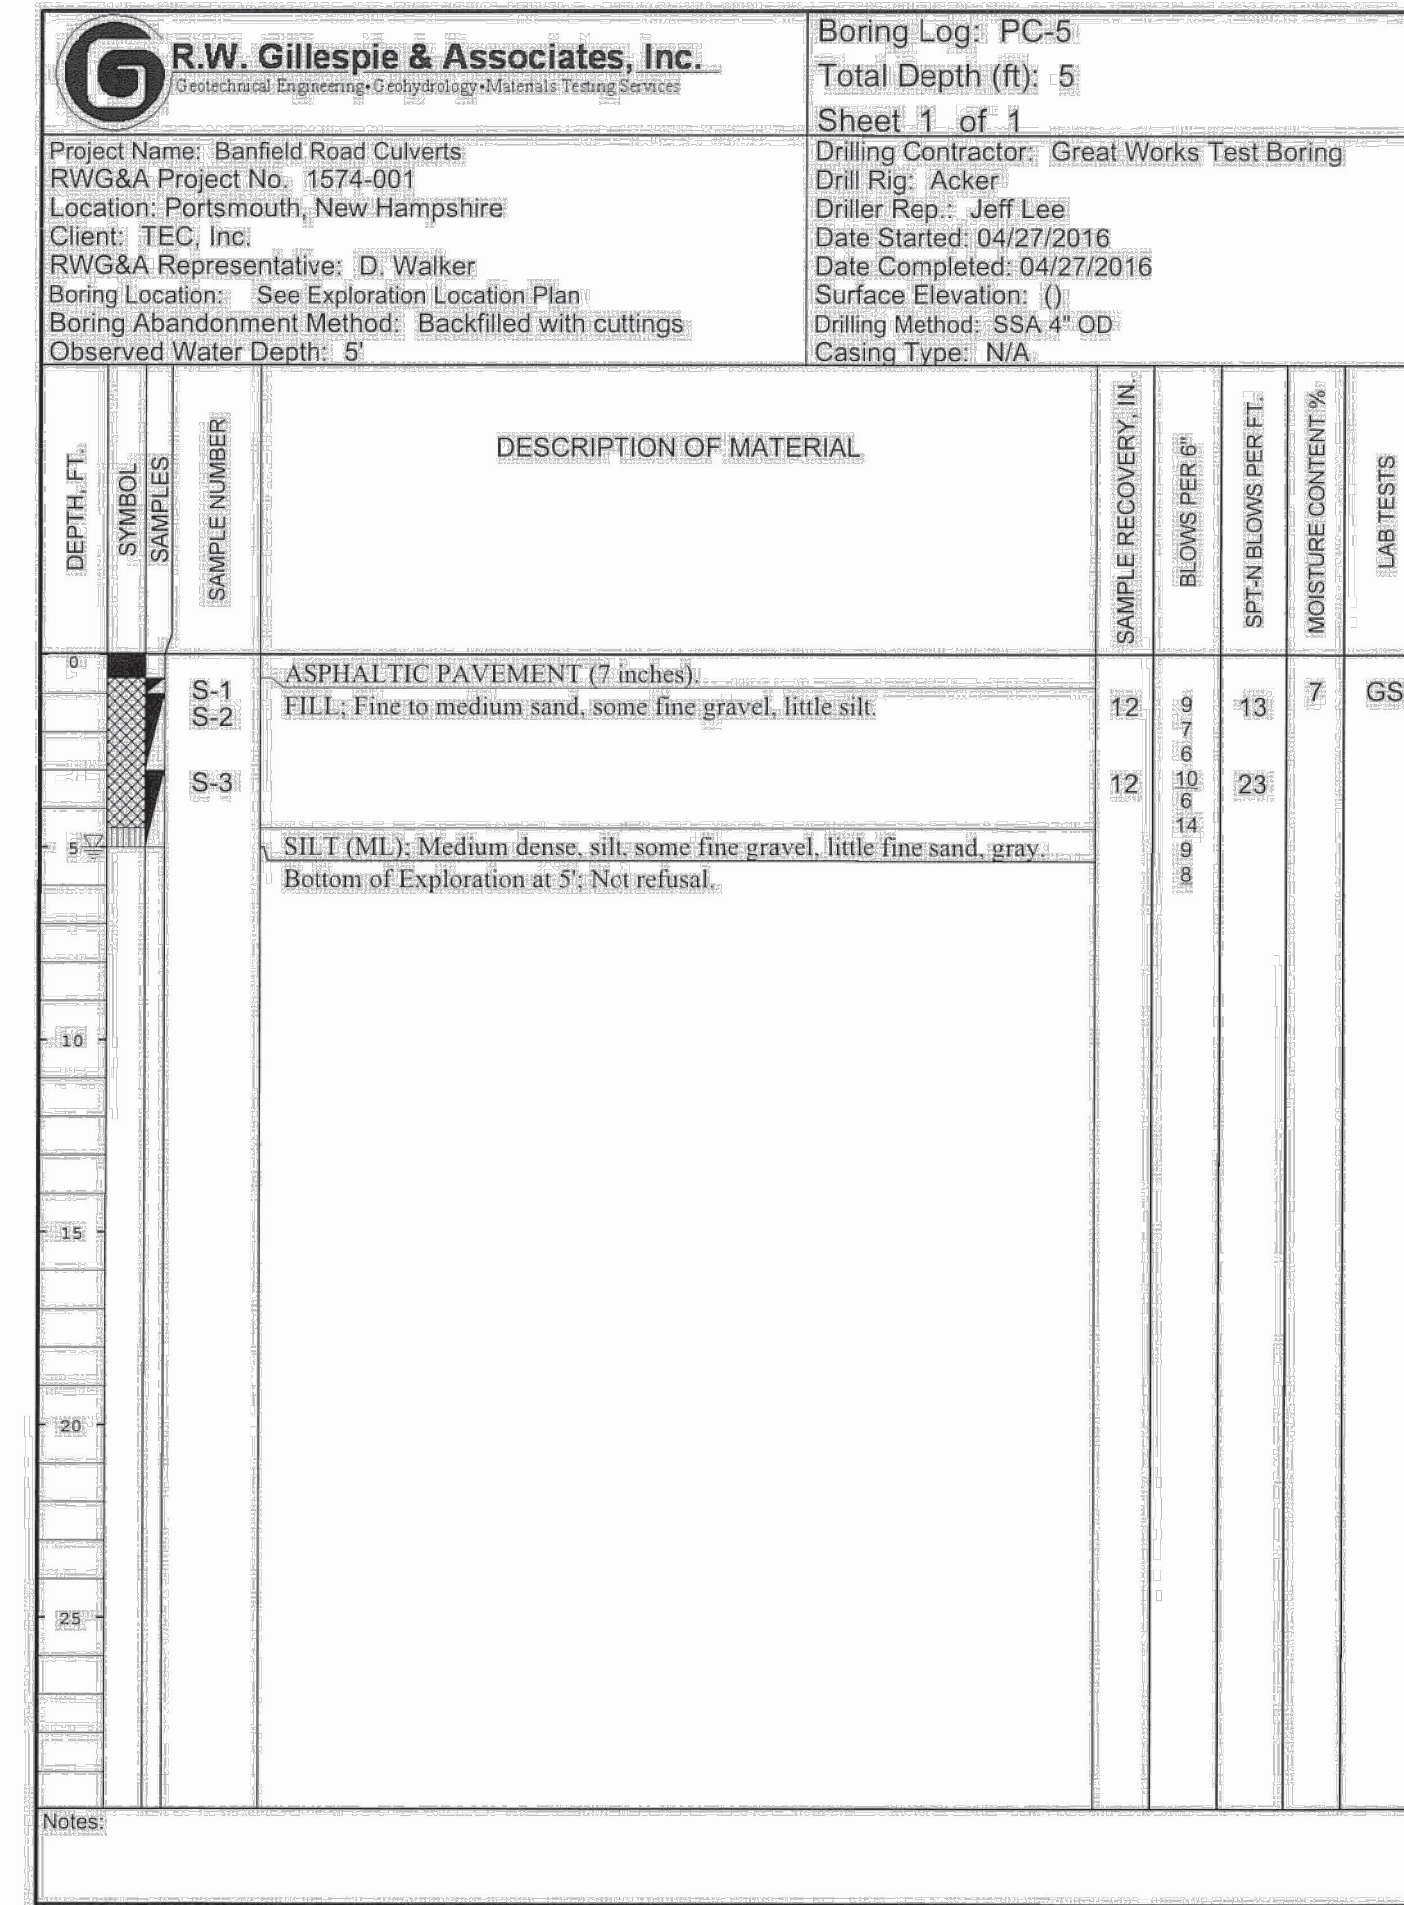 R.W. Gillespie & Associates, Inc.
Geotechnical Engineering•Geohydrology•Materials Testing Services
Boring Log: PC-5
Total Depth (ft): 5
Sheet 1 of 1
Project Name: Banfield Road Culverts
RWG&A Project No. 1574-001
Location: Portsmouth, New Hampshire
Client: TEC, Inc.
RWG&A Representative: D. Walker
Boring Location: See Exploration Location Plan
Boring Abandonment Method: Backfilled with cuttings
Observed Water Depth: 5'
Drilling Contractor: Great Works Test Boring
Drill Rig: Acker
Driller Rep.: Jeff Lee
Date Started: 04/27/2016
Date Completed: 04/27/2016
Surface Elevation: ()
Drilling Method: SSA 4" OD
Casing Type: N/A
DEPTH, FT.
SYMBOL
SAMPLES
SAMPLE NUMBER
DESCRIPTION OF MATERIAL
SAMPLE RECOVERY, IN.
BLOWS PER 6"
SPT-N BLOWS PER FT.
MOISTURE CONTENT %
LAB TESTS
0
ASPHALTIC PAVEMENT (7 inches).
S-1 7 GS
S-2 FILL; Fine to medium sand, some fine gravel, little silt. 12 9 13
7
6
S-3 12 10 23
6
14
5 SILT (ML); Medium dense, silt, some fine gravel, little fine sand, gray. 9
Bottom of Exploration at 5'; Not refusal. 8
10
15
20
25
Notes: